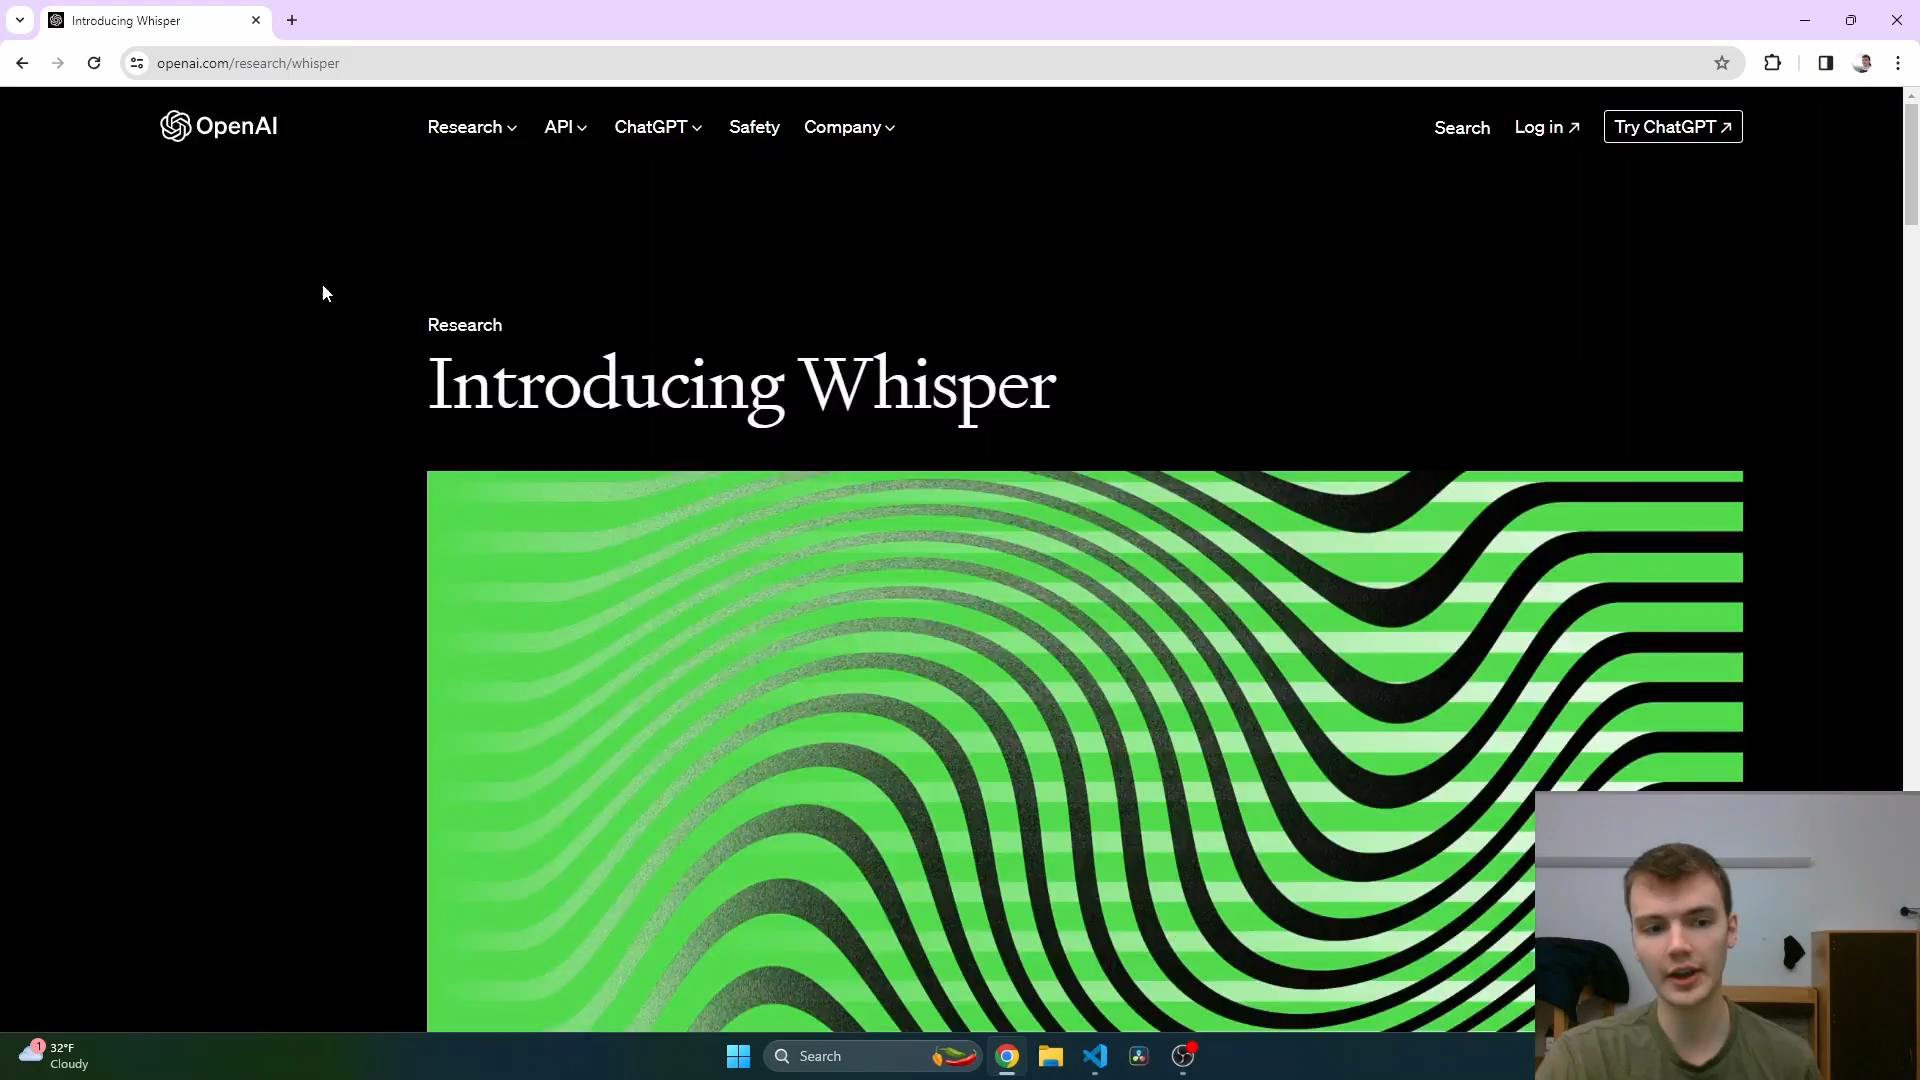 Introducing Whisper
openai.com/research/whisper
OpenAI
Research
API
ChatGPT
Safety
Company
Search
Log in ↗
Try ChatGPT ↗
Research
Introducing Whisper
1
32°F
Cloudy
Search